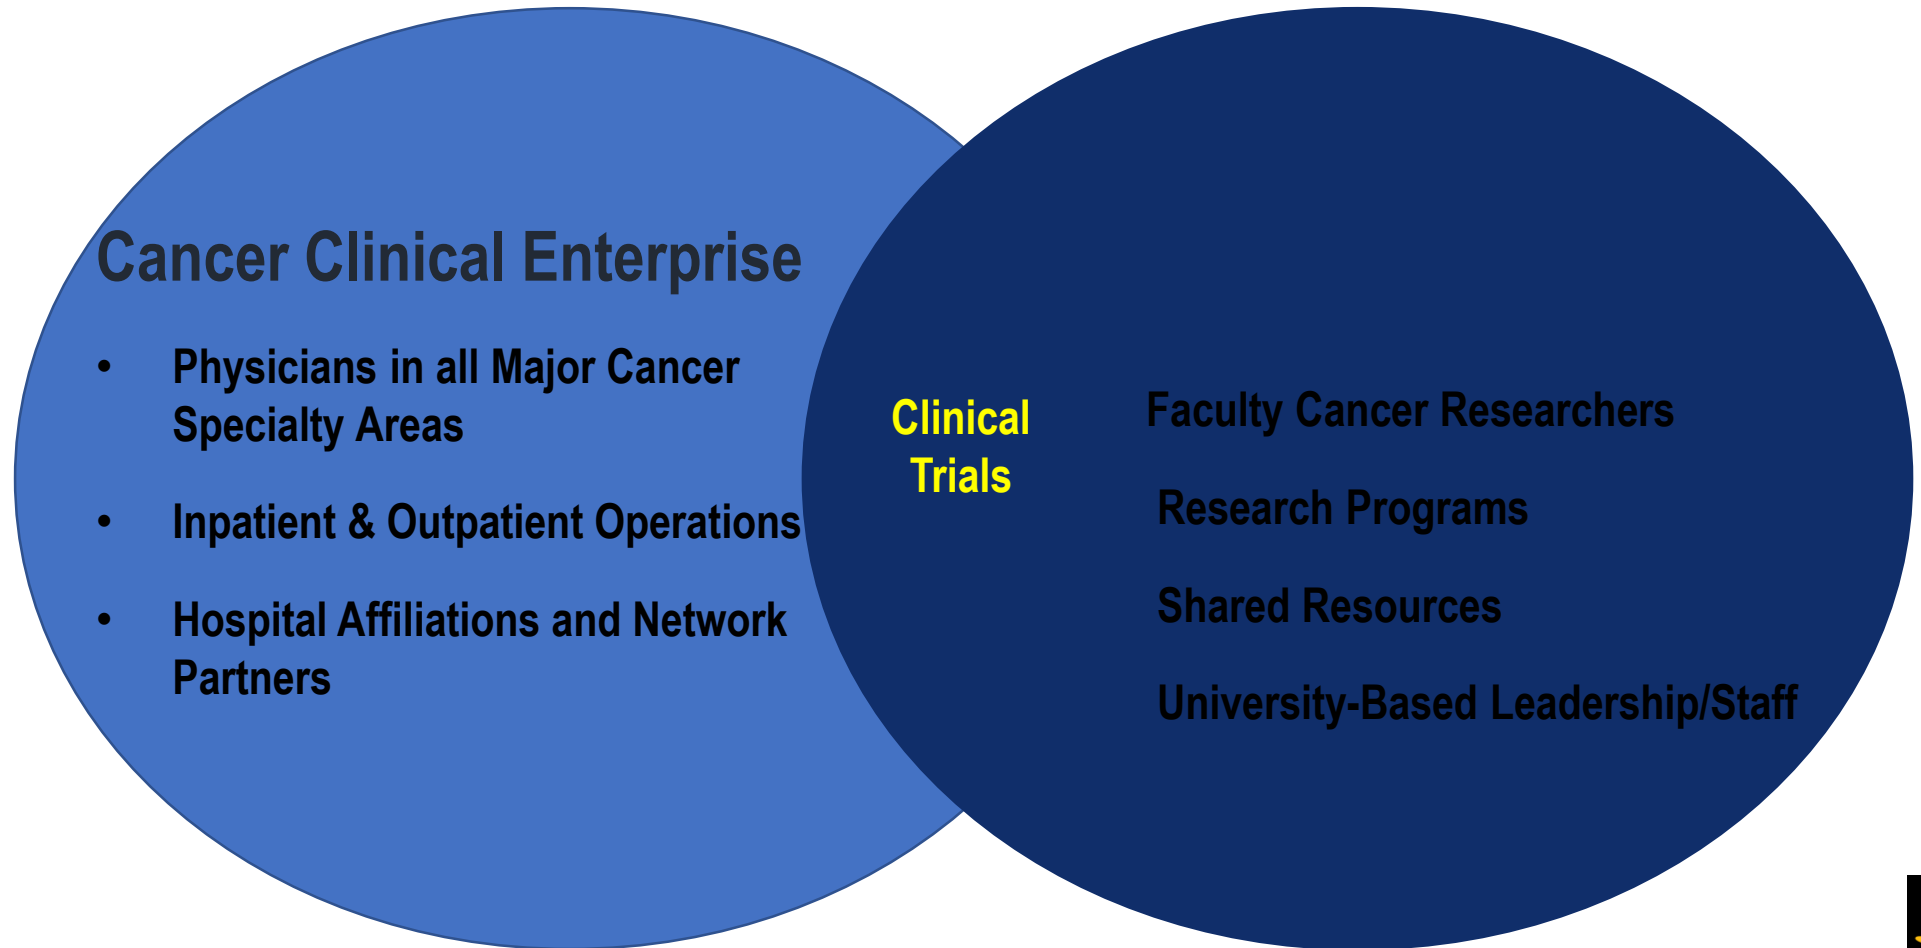 Cancer Clinical Enterprise
• Physicians in all Major Cancer
Specialty Areas
• Inpatient & Outpatient Operations
• Hospital Affiliations and Network
Partners
Clinical
Trials
Faculty Cancer Researchers
Research Programs
Shared Resources
University-Based Leadership/Staff